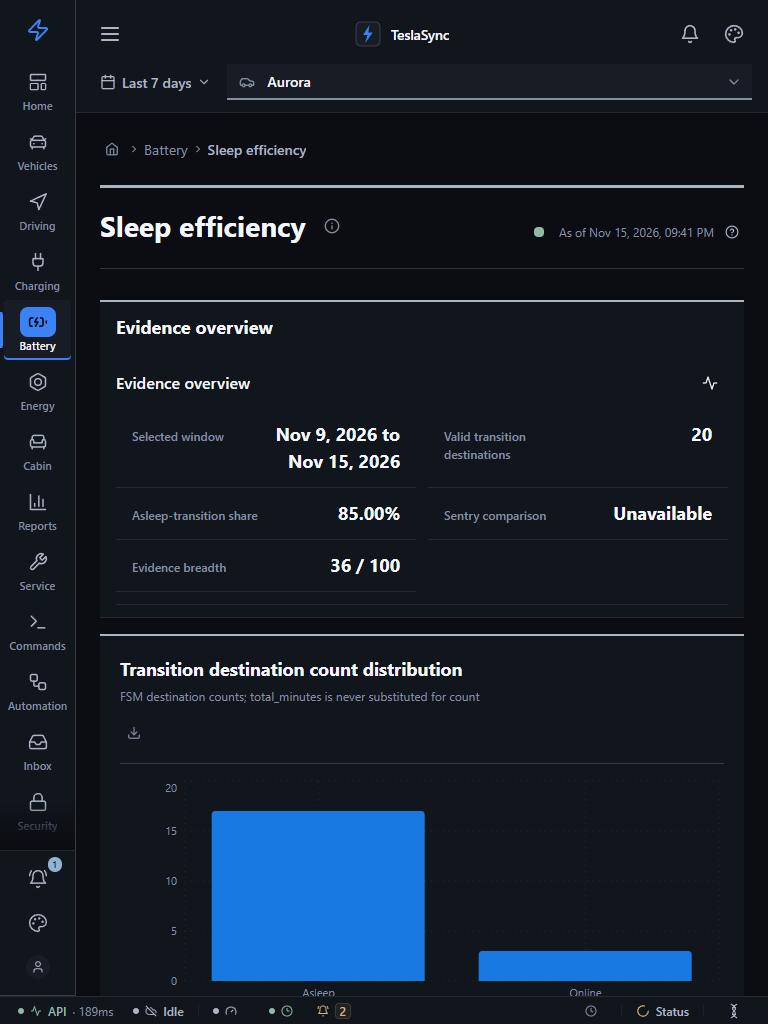 TeslaSync
Last 7 days
Aurora
Home
Vehicles
Driving
Charging
Battery
Energy
Cabin
Reports
Service
Commands
Automation
Inbox
Security
1
Battery
Sleep efficiency
Sleep efficiency
As of Nov 15, 2026, 09:41 PM
Evidence overview
Evidence overview
Selected window
Nov 9, 2026 to
Nov 15, 2026
Valid transition
destinations
20
Asleep-transition share
85.00%
Sentry comparison
Unavailable
Evidence breadth
36 / 100
Transition destination count distribution
FSM destination counts; total_minutes is never substituted for count
20
15
10
5
0
Asleep
Online
API · 189ms
Idle
2
Status